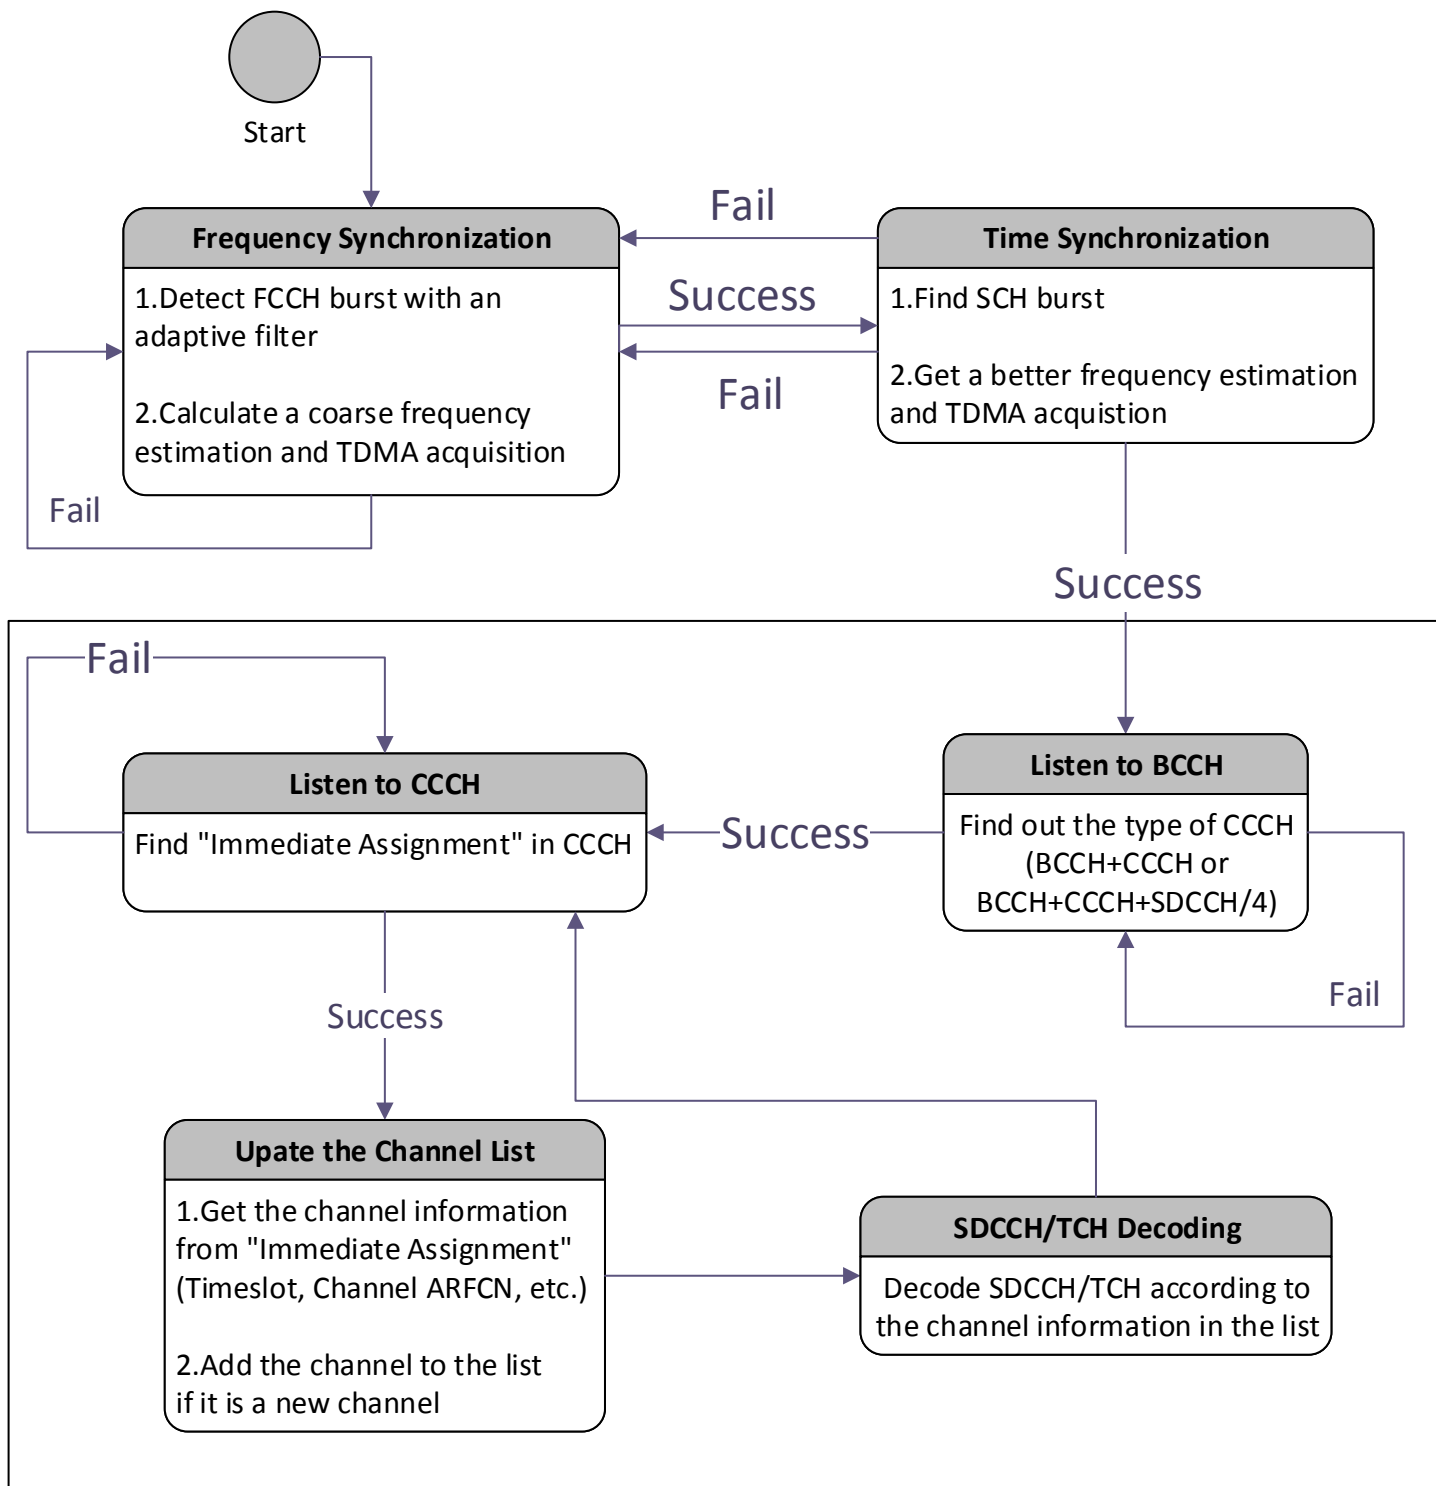 Start
Fail
Frequency Synchronization
1.Detect FCCH burst with an
adaptive filter
2.Calculate a coarse frequency
estimation and TDMA acquisition
Fail
Success
Fail
Time Synchronization
1.Find SCH burst
2.Get a better frequency estimation
and TDMA acquistion
Success
Fail
Listen to CCCH
Find "Immediate Assignment" in CCCH
Success
Listen to BCCH
Find out the type of CCCH
(BCCH+CCCH or
BCCH+CCCH+SDCCH/4)
Fail
Success
Upate the Channel List
1.Get the channel information
from "Immediate Assignment"
(Timeslot, Channel ARFCN, etc.)
2.Add the channel to the list
if it is a new channel
SDCCH/TCH Decoding
Decode SDCCH/TCH according to
the channel information in the list